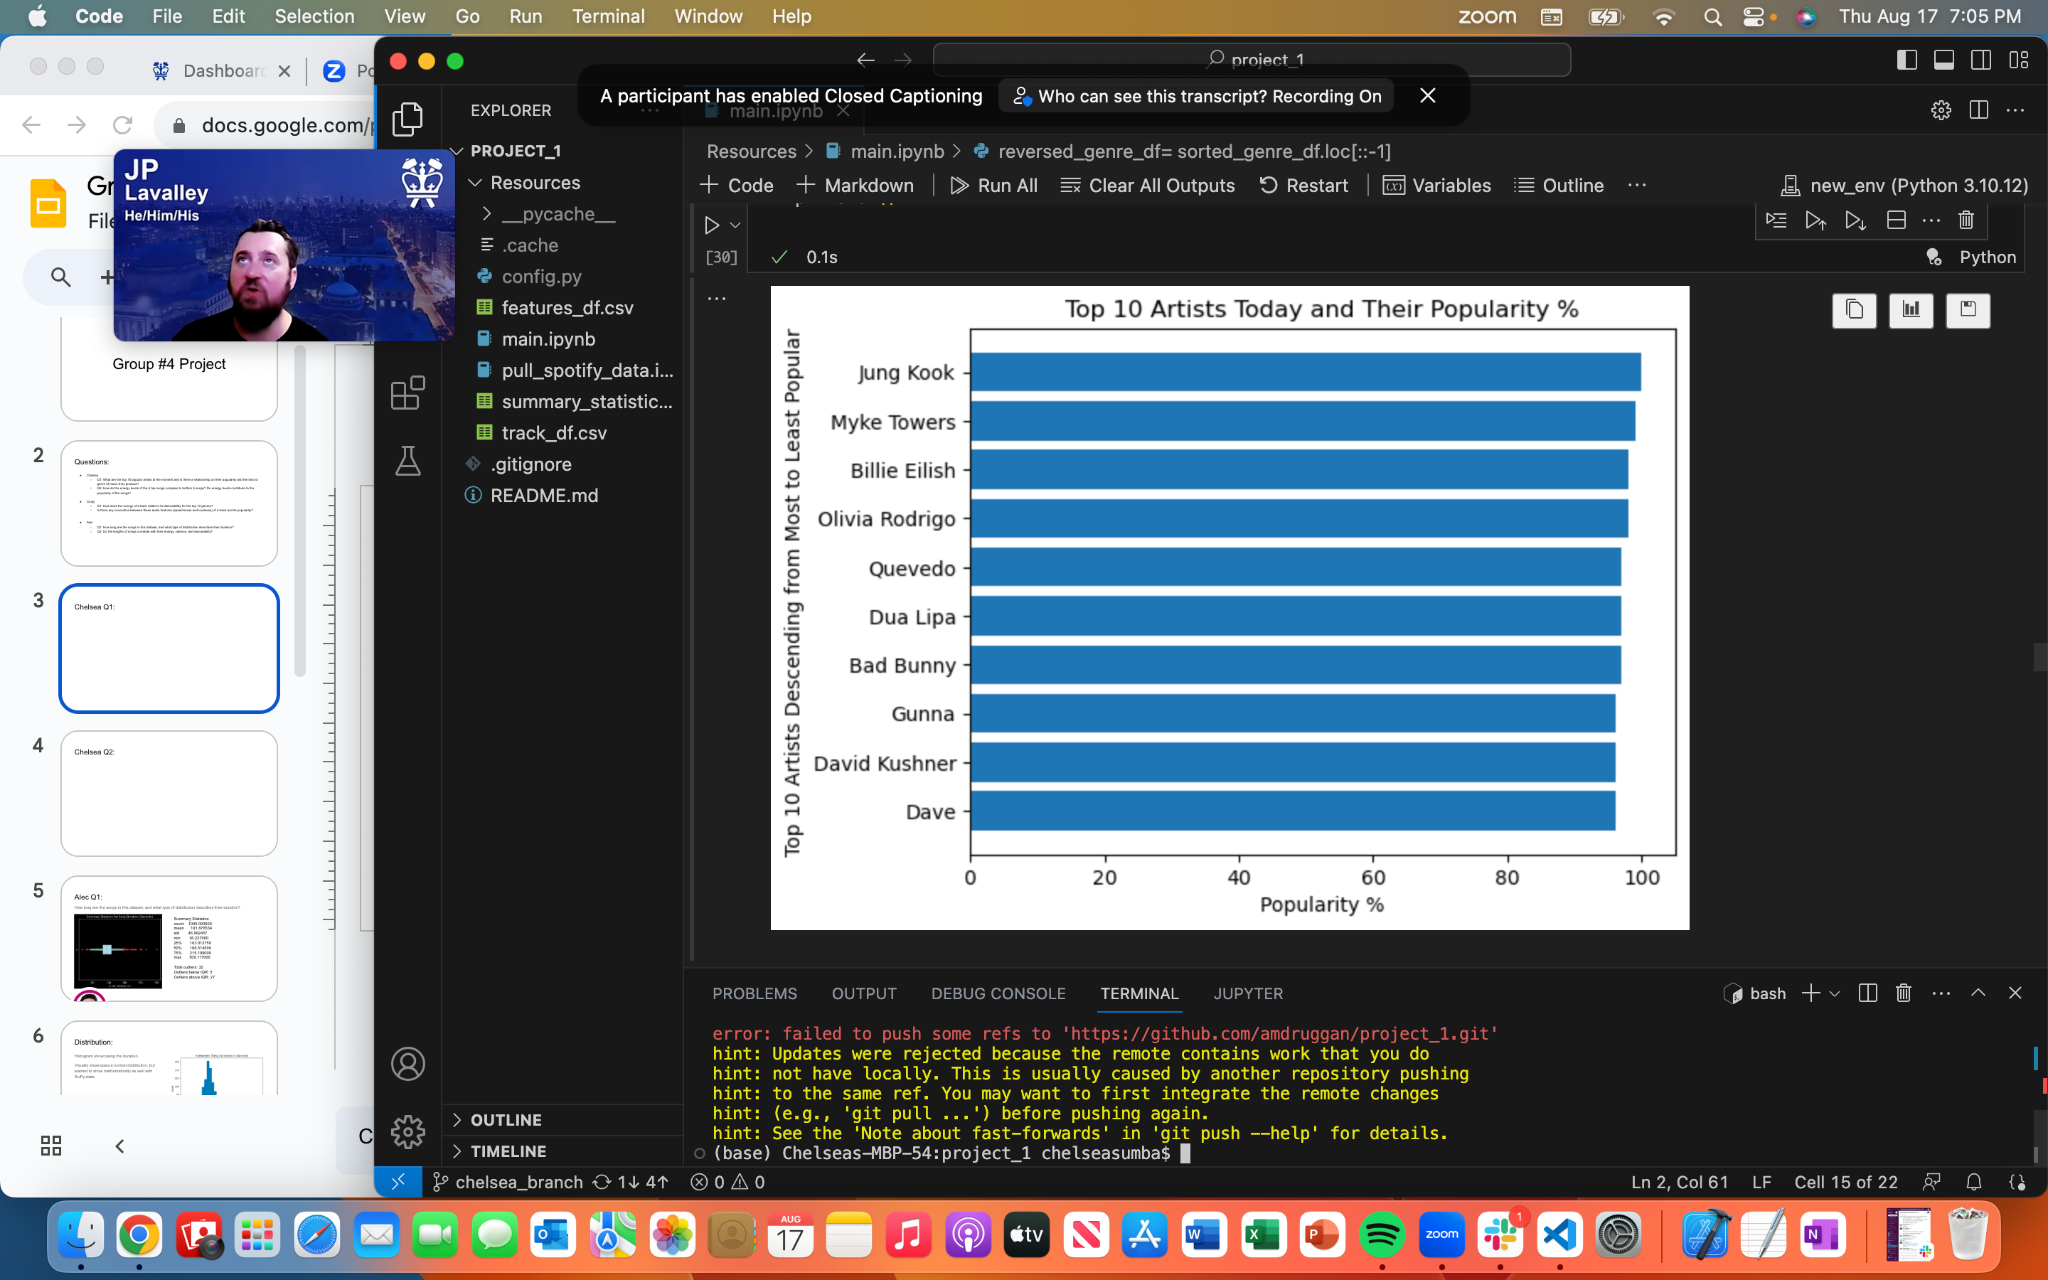 Code File Edit Selection View Go Run Terminal Window Help
zoom
Thu Aug 17 7:05 PM
Dashboar
project_1
A participant has enabled Closed Captioning
Who can see this transcript? Recording On
docs.google.com/
EXPLORER
main.ipynb
PROJECT_1
Resources
__pycache__
.cache
config.py
features_df.csv
main.ipynb
pull_spotify_data.i...
summary_statistic...
track_df.csv
.gitignore
README.md
OUTLINE
TIMELINE
Resources > main.ipynb > reversed_genre_df= sorted_genre_df.loc[::-1]
+ Code + Markdown Run All Clear All Outputs Restart Variables Outline ...
new_env (Python 3.10.12)
[30] 0.1s
Python
JP
Lavalley
He/Him/His
Group #4 Project
2
Questions:
3
Chelsea Q1:
4
Chelsea Q2:
5
Alec Q1:
6
Distribution:
Top 10 Artists Today and Their Popularity %
Top 10 Artists Descending from Most to Least Popular
Jung Kook
Myke Towers
Billie Eilish
Olivia Rodrigo
Quevedo
Dua Lipa
Bad Bunny
Gunna
David Kushner
Dave
0 20 40 60 80 100
Popularity %
PROBLEMS OUTPUT DEBUG CONSOLE TERMINAL JUPYTER
bash
error: failed to push some refs to 'https://github.com/amdruggan/project_1.git'
hint: Updates were rejected because the remote contains work that you do
hint: not have locally. This is usually caused by another repository pushing
hint: to the same ref. You may want to first integrate the remote changes
hint: (e.g., 'git pull ...') before pushing again.
hint: See the 'Note about fast-forwards' in 'git push --help' for details.
(base) Chelseas-MBP-54:project_1 chelseasumba$
chelsea_branch 1↓ 4↑ 0 0
Ln 2, Col 61 LF Cell 15 of 22
AUG
17
tv
zoom
1